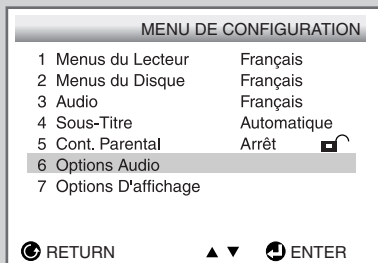 MENU DE CONFIGURATION
1 Menus du Lecteur Français
2 Menus du Disque Français
3 Audio Français
4 Sous-Titre Automatique
5 Cont. Parental Arrêt
6 Options Audio
7 Options D'affichage
RETURN ▲ ▼ ENTER